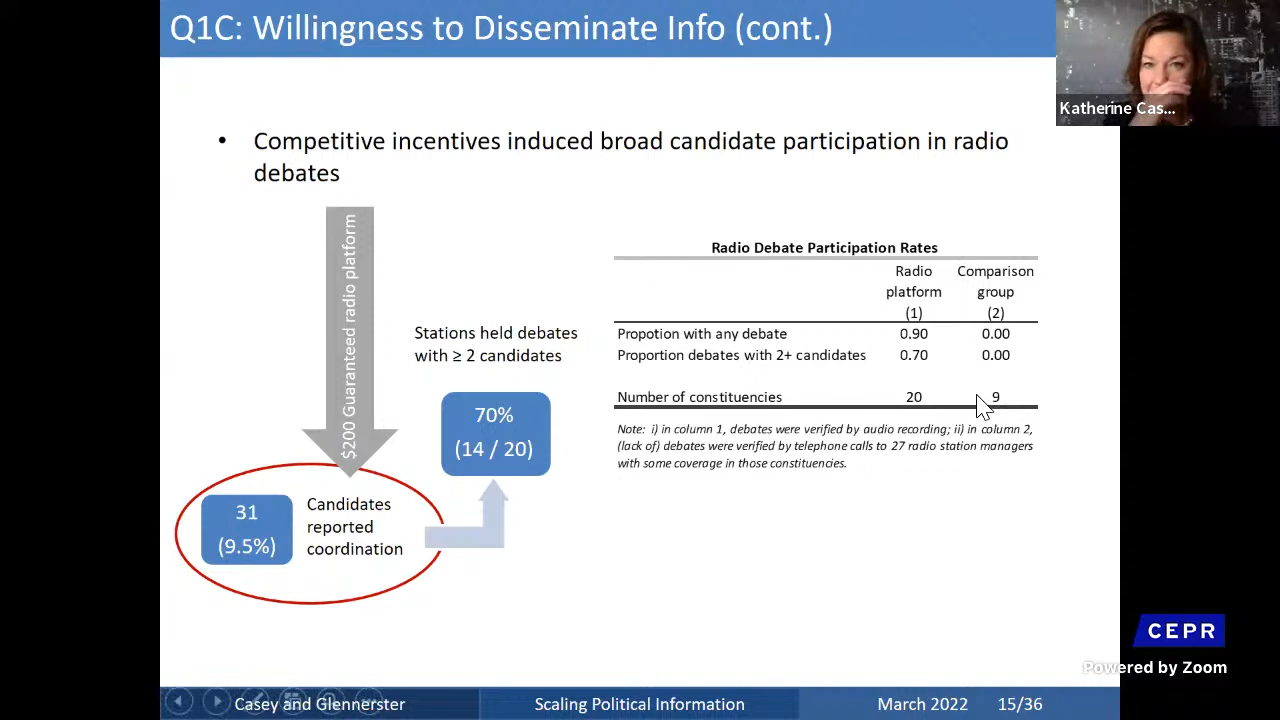 Q1C: Willingness to Disseminate Info (cont.)
Katherine Cas...
• Competitive incentives induced broad candidate participation in radio
debates
$200 Guaranteed radio platform
Stations held debates
with ≥ 2 candidates
70%
(14 / 20)
31
(9.5%)
Candidates
reported
coordination
Radio Debate Participation Rates
Radio Comparison
platform group
(1) (2)
Propotion with any debate 0.90 0.00
Proportion debates with 2+ candidates 0.70 0.00
Number of constituencies 20 9
Note: i) in column 1, debates were verified by audio recording; ii) in column 2,
(lack of) debates were verified by telephone calls to 27 radio station managers
with some coverage in those constituencies.
CEPR
Powered by Zoom
Casey and Glennerster Scaling Political Information March 2022 15/36